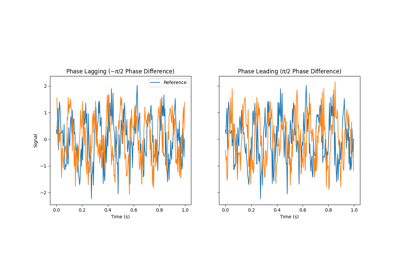 Phase Lagging (−π/2 Phase Difference)
Reference
2
1
0
−1
−2
Signal
0.0 0.2 0.4 0.6 0.8 1.0
Time (s)
Phase Leading (π/2 Phase Difference)
0.0 0.2 0.4 0.6 0.8 1.0
Time (s)